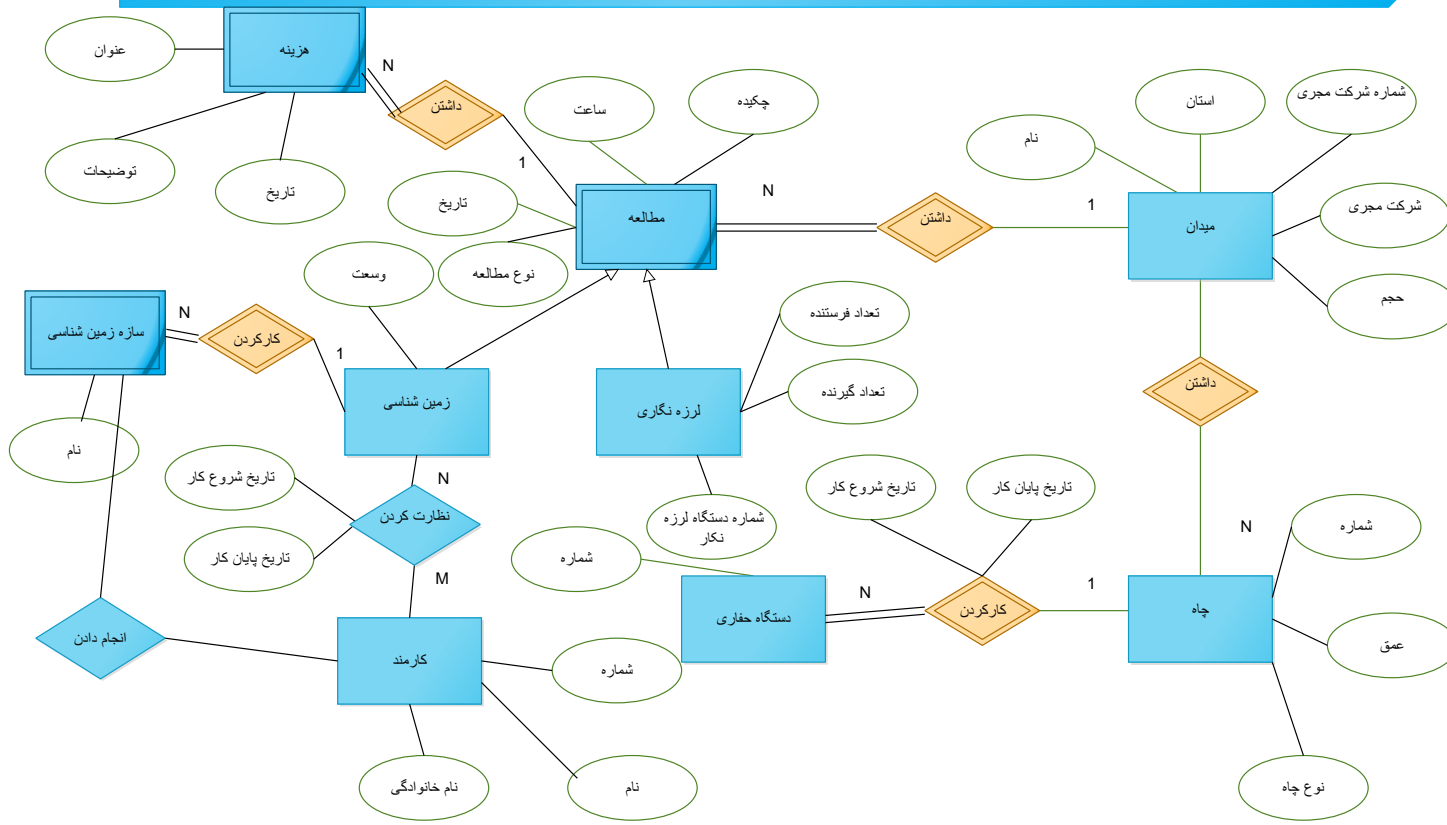 عنوان
هزینه
N
داشتن
توضیحات
تاریخ
1
ساعت
چکیده
تاریخ
نوع مطالعه
مطالعه
N
داشتن
1
نام
استان
شماره شرکت مجری
شرکت مجری
حجم
میدان
وسعت
سازه زمین شناسی
N
کارکردن
1
نام
زمین شناسی
لرزه نگاری
تعداد فرستنده
تعداد گیرنده
شماره دستگاه لرزه
نکار
داشتن
N
تاریخ شروع کار
تاریخ پایان کار
N
نظارت کردن
M
تاریخ شروع کار
تاریخ پایان کار
شماره
دستگاه حفاری
N
کارکردن
1
چاه
شماره
عمق
نوع چاه
انجام دادن
کارمند
شماره
نام
نام خانوادگی